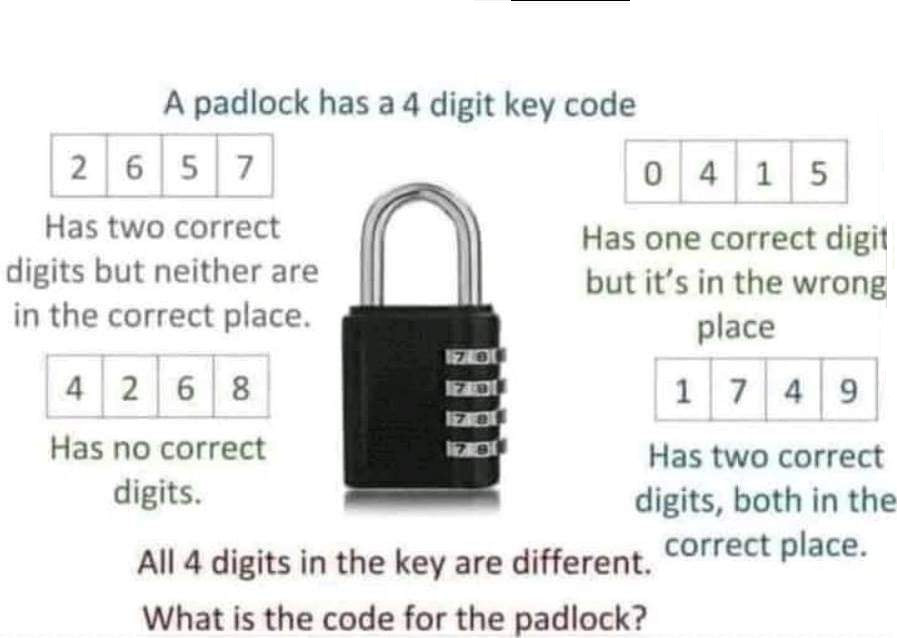 A padlock has a 4 digit key code
2 6 5 7
Has two correct
digits but neither are
in the correct place.
0 4 1 5
Has one correct digit
but it's in the wrong
place
4 2 6 8
Has no correct
digits.
1 7 4 9
Has two correct
digits, both in the
correct place.
7 8
7 8
7 8
7 8
All 4 digits in the key are different.
What is the code for the padlock?